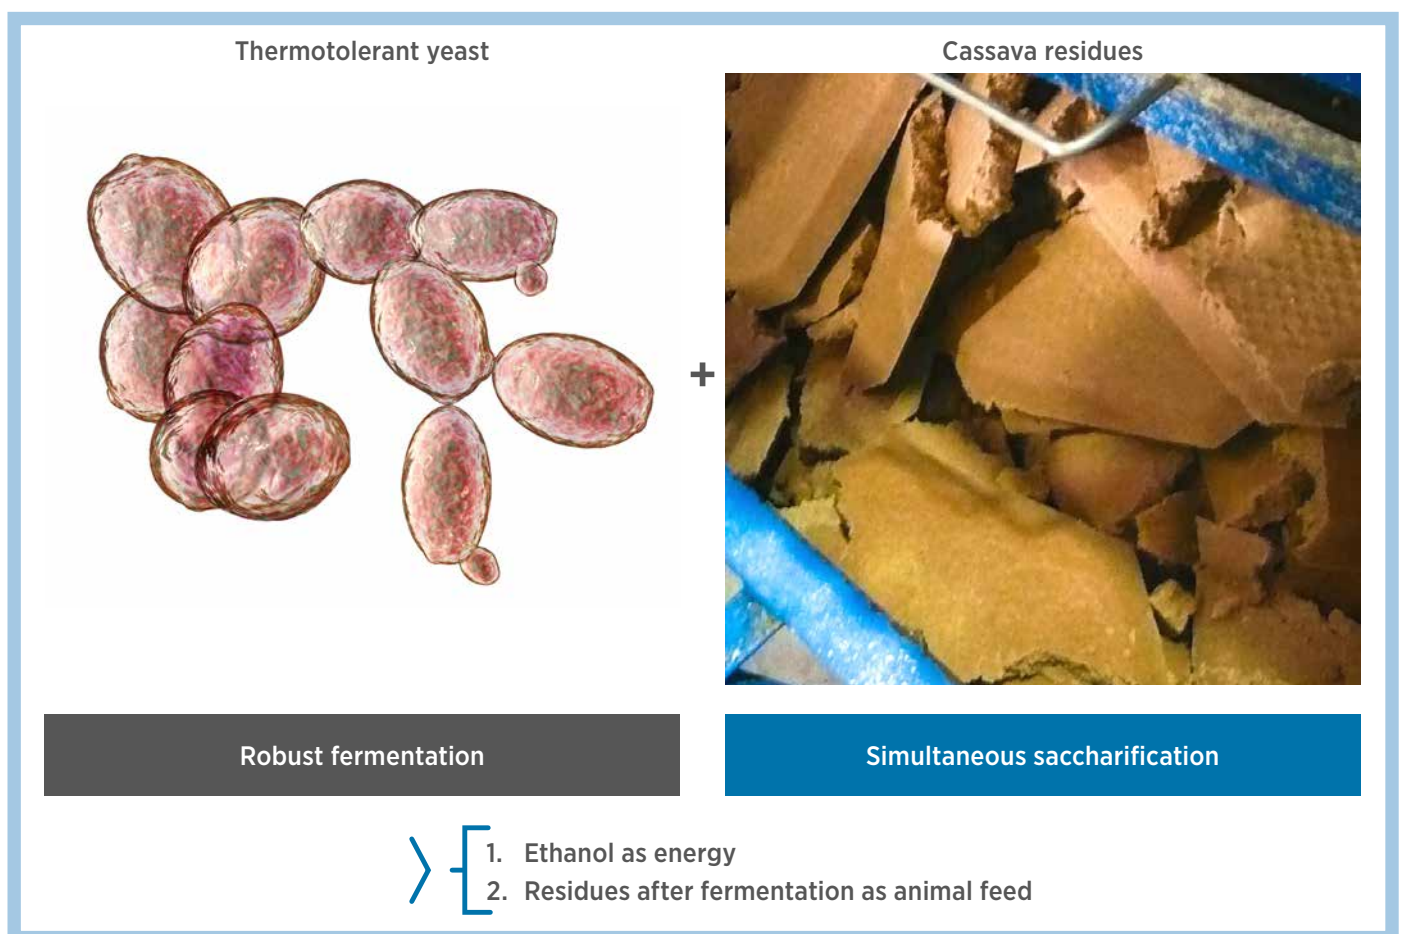 Thermotolerant yeast
Cassava residues
+
Robust fermentation
Simultaneous saccharification
1. Ethanol as energy
2. Residues after fermentation as animal feed